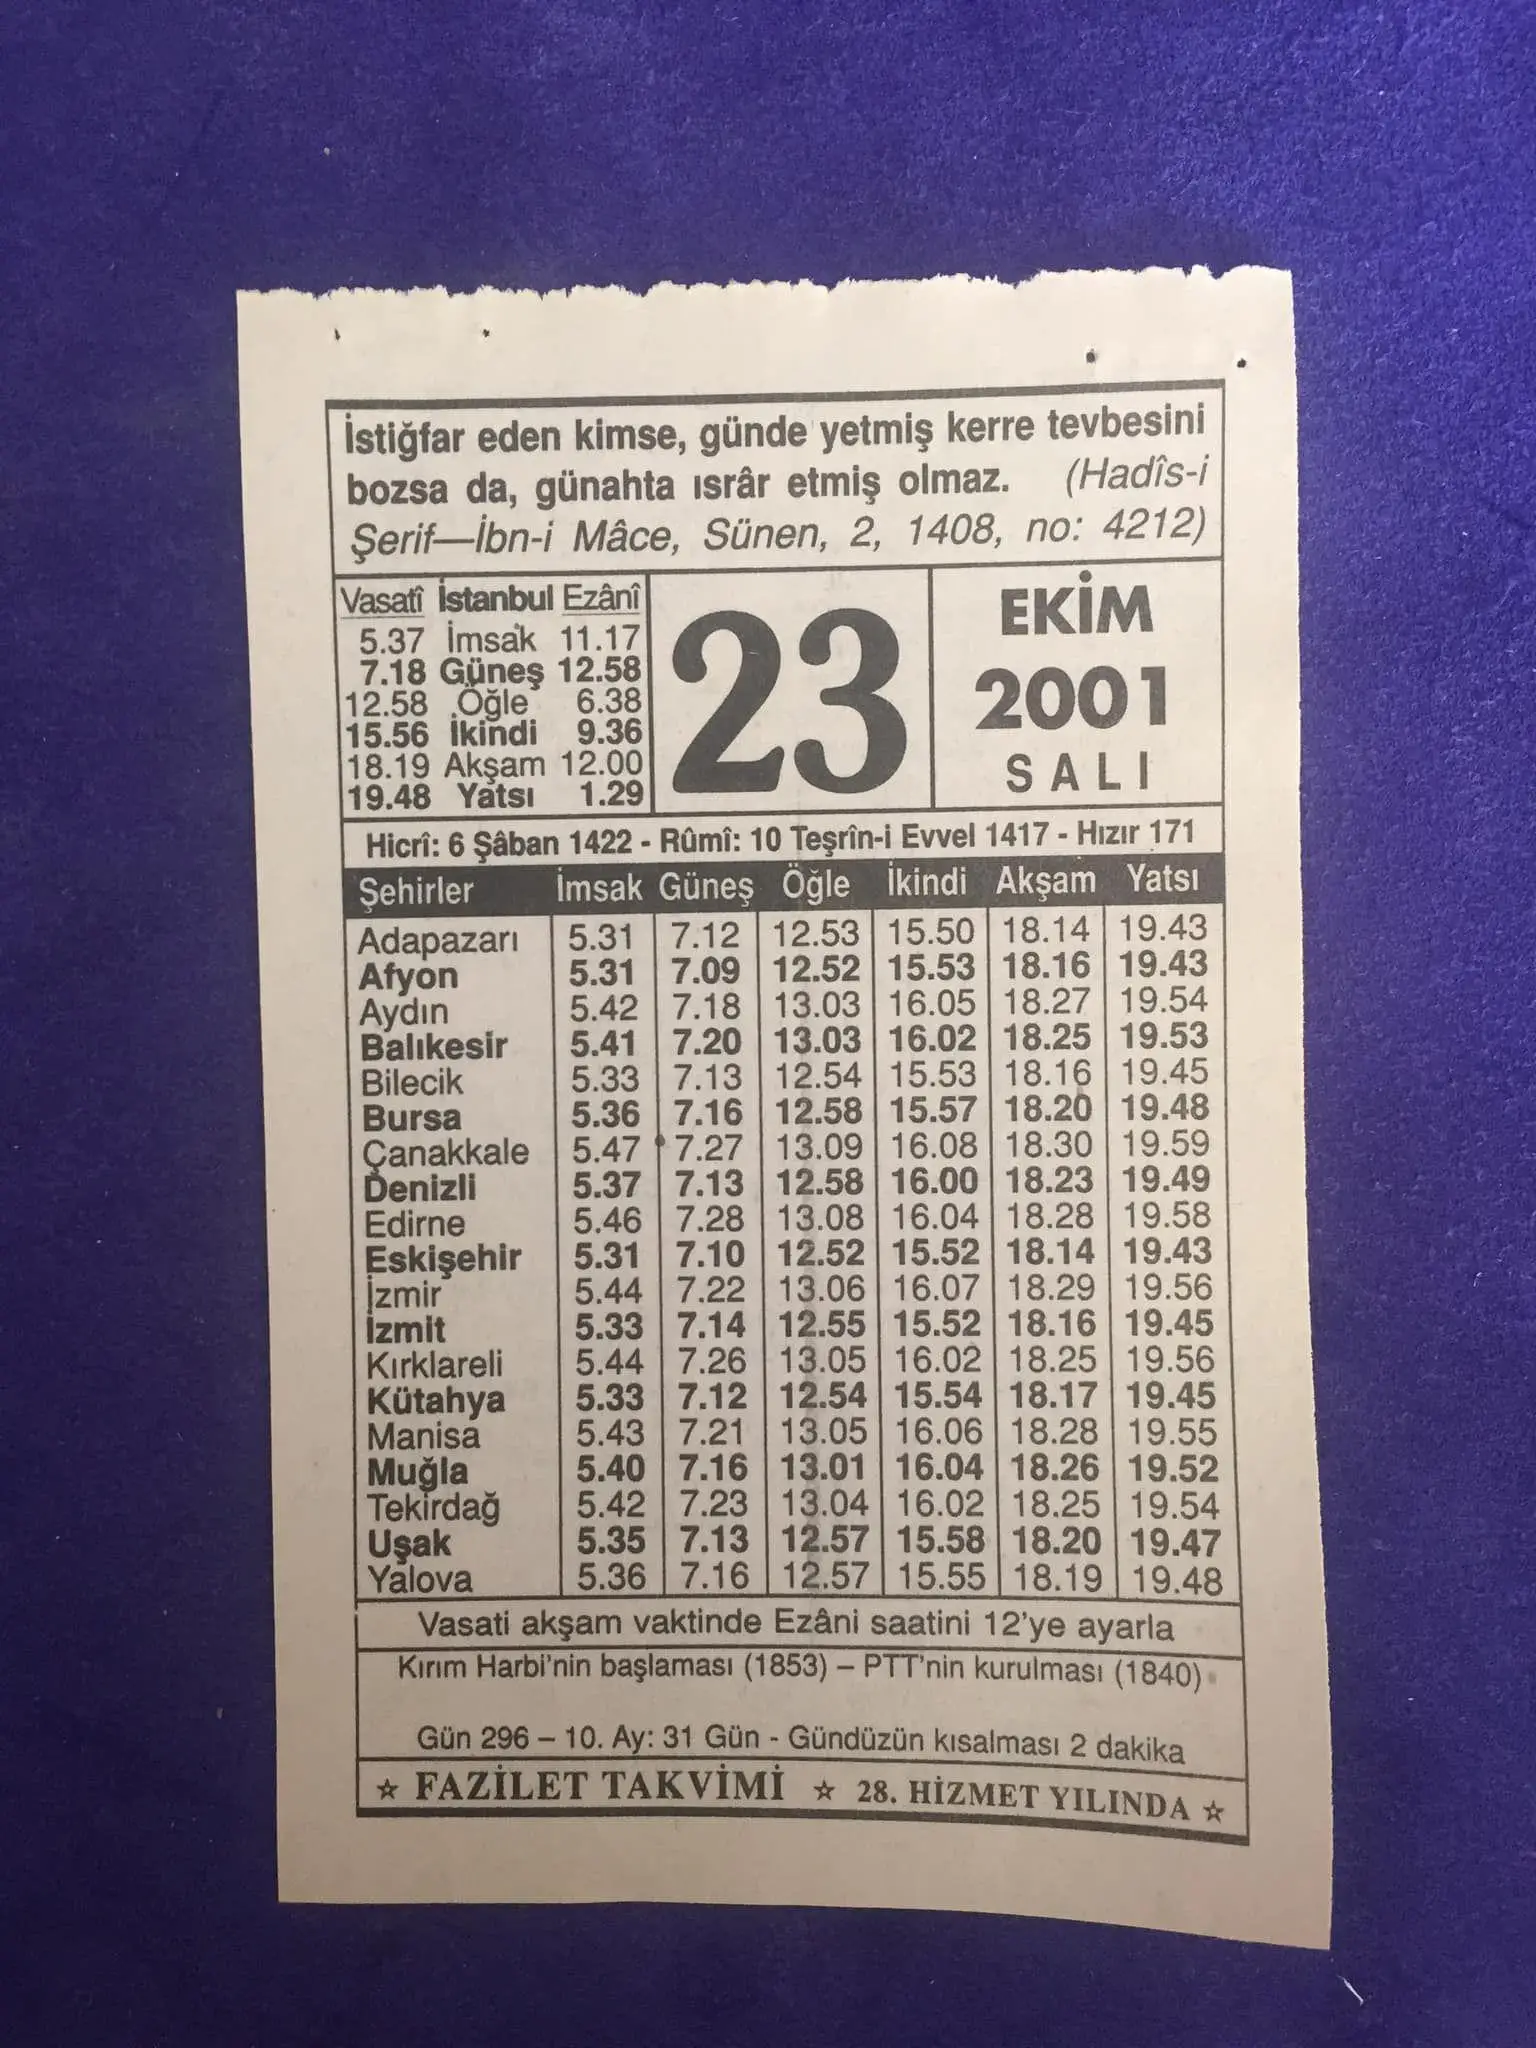 İstiğfar eden kimse, günde yetmiş kerre tevbesini
bozsa da, günahta ısrâr etmiş olmaz. (Hadîs-i
Şerif—İbn-i Mâce, Sünen, 2, 1408, no: 4212)
Vasatî İstanbul Ezânî
5.37 İmsak 11.17
7.18 Güneş 12.58
12.58 Öğle 6.38
15.56 İkindi 9.36
18.19 Akşam 12.00
19.48 Yatsı 1.29
23
EKİM
2001
SALI
Hicrî: 6 Şâban 1422 - Rûmî: 10 Teşrîn-i Evvel 1417 - Hızır 171
Şehirler İmsak Güneş Öğle İkindi Akşam Yatsı
Adapazarı 5.31 7.12 12.53 15.50 18.14 19.43
Afyon 5.31 7.09 12.52 15.53 18.16 19.43
Aydın 5.42 7.18 13.03 16.05 18.27 19.54
Balıkesir 5.41 7.20 13.03 16.02 18.25 19.53
Bilecik 5.33 7.13 12.54 15.53 18.16 19.45
Bursa 5.36 7.16 12.58 15.57 18.20 19.48
Çanakkale 5.47 7.27 13.09 16.08 18.30 19.59
Denizli 5.37 7.13 12.58 16.00 18.23 19.49
Edirne 5.46 7.28 13.08 16.04 18.28 19.58
Eskişehir 5.31 7.10 12.52 15.52 18.14 19.43
İzmir 5.44 7.22 13.06 16.07 18.29 19.56
İzmit 5.33 7.14 12.55 15.52 18.16 19.45
Kırklareli 5.44 7.26 13.05 16.02 18.25 19.56
Kütahya 5.33 7.12 12.54 15.54 18.17 19.45
Manisa 5.43 7.21 13.05 16.06 18.28 19.55
Muğla 5.40 7.16 13.01 16.04 18.26 19.52
Tekirdağ 5.42 7.23 13.04 16.02 18.25 19.54
Uşak 5.35 7.13 12.57 15.58 18.20 19.47
Yalova 5.36 7.16 12.57 15.55 18.19 19.48
Vasati akşam vaktinde Ezâni saatini 12'ye ayarla
Kırım Harbi'nin başlaması (1853) – PTT'nin kurulması (1840)
Gün 296 – 10. Ay: 31 Gün - Gündüzün kısalması 2 dakika
☆ FAZİLET TAKVİMİ ☆ 28. HİZMET YILINDA ☆